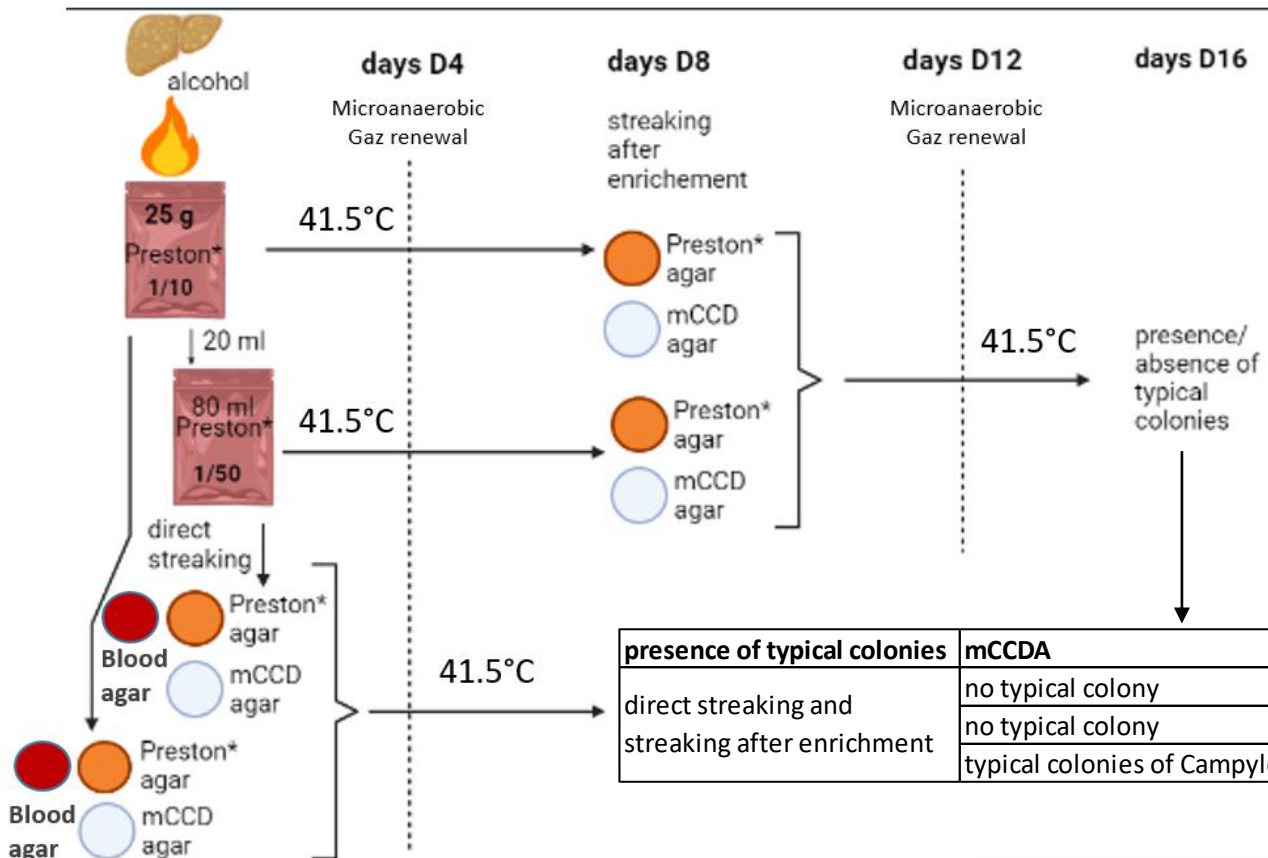 alcohol
days D4
days D8
days D12
days D16
Microanaerobic
Gaz renewal
streaking
after
enrichement
Microanaerobic
Gaz renewal
25 g
Preston*
1/10
41.5°C
Preston*
agar
mCCD
agar
20 ml
41.5°C
presence/
absence of
typical
colonies
80 ml
Preston*
1/50
41.5°C
Preston*
agar
mCCD
agar
direct
streaking
Preston*
agar
Blood
agar
mCCD
agar
41.5°C
Preston*
agar
Blood
agar
mCCD
agar
presence of typical colonies
mCCDA
direct streaking and
streaking after enrichment
no typical colony
no typical colony
typical colonies of Campyl